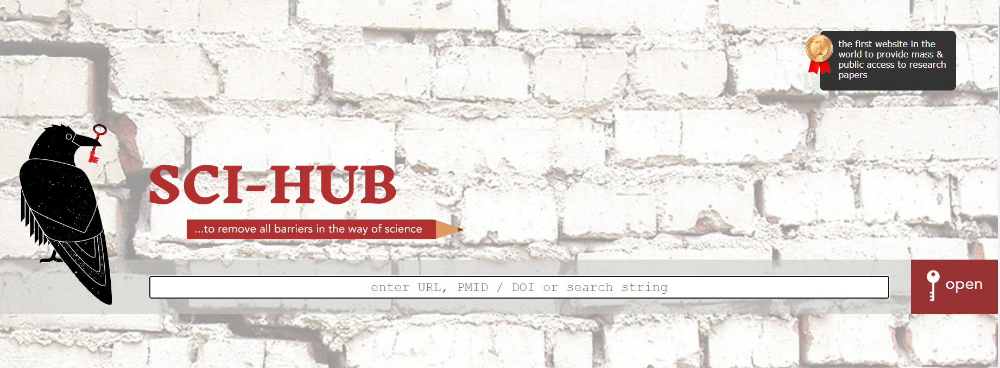 the first website in the
world to provide mass &
public access to research
papers
SCI-HUB
...to remove all barriers in the way of science
enter URL, PMID / DOI or search string
open